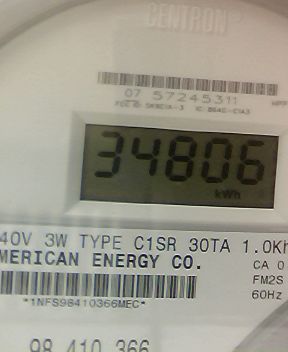 CENTRON
07 57245311
34806
kWh
40V 3W TYPE C1SR 30TA 1.0Kh
MERICAN ENERGY CO.
CA 0
FM2S
60Hz
*1NFS98410366MEC*
98 410 366